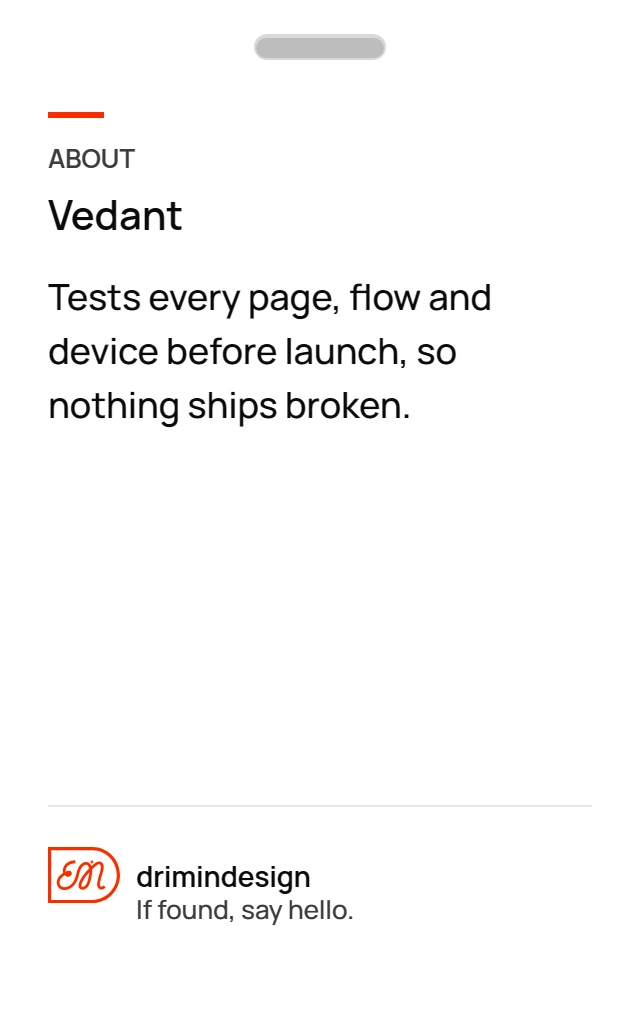 ABOUT
Vedant
Tests every page, flow and
device before launch, so
nothing ships broken.
drimindesign
If found, say hello.